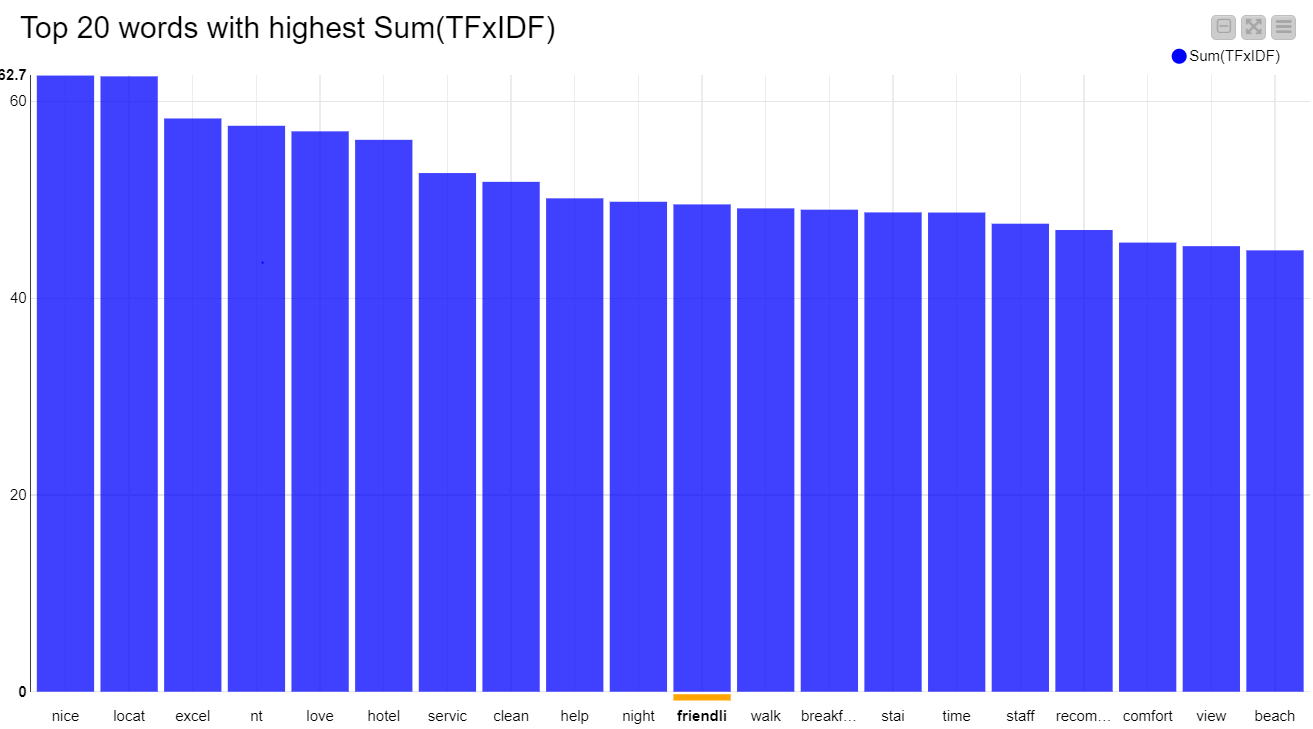 Top 20 words with highest Sum(TFxIDF)
Sum(TFxIDF)
62.7
60
40
20
0
nice locat excel nt love hotel servic clean help night friendli walk breakf... stai time staff recom... comfort view beach